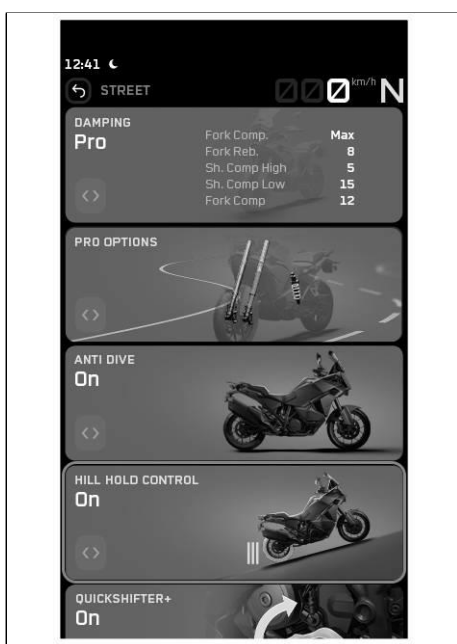 12:41
STREET
000 km/h N
DAMPING
Pro
Fork Comp. Max
Fork Reb. 8
Sh. Comp High 5
Sh. Comp Low 15
Fork Comp 12
PRO OPTIONS
ANTI DIVE
On
HILL HOLD CONTROL
On
QUICKSHIFTER+
On